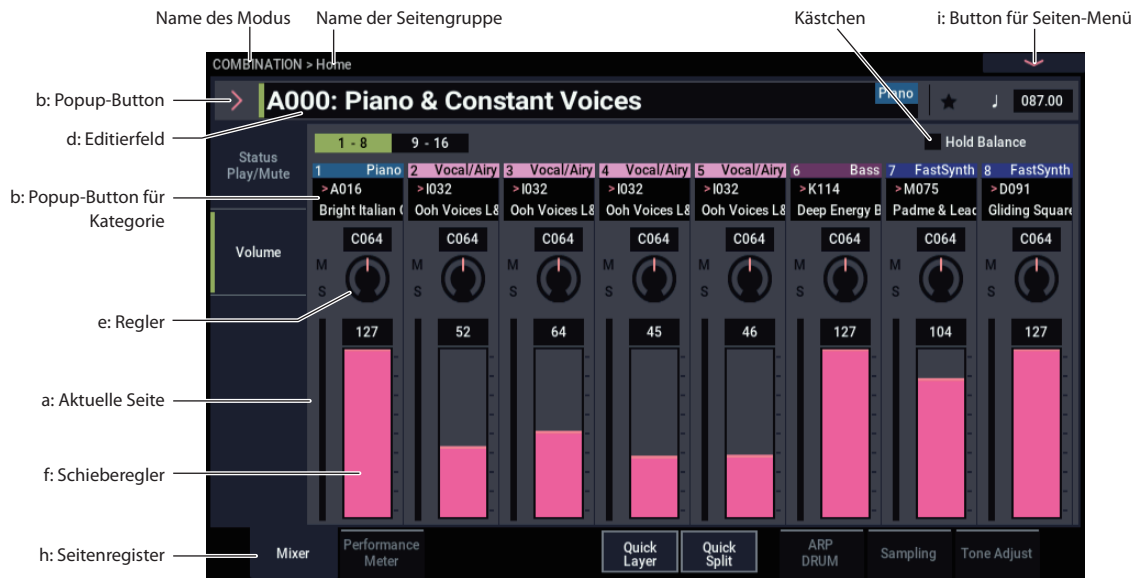 Name des Modus
Name der Seitengruppe
Kästchen
i: Button für Seiten-Menü
COMBINATION > Home
b: Popup-Button
A000: Piano & Constant Voices
Piano
♩ 087.00
d: Editierfeld
1 - 8
9 - 16
Hold Balance
Status
Play/Mute
1 Piano
2 Vocal/Airy
3 Vocal/Airy
4 Vocal/Airy
5 Vocal/Airy
6 Bass
7 FastSynth
8 FastSynth
b: Popup-Button für
Kategorie
>A016
>I032
>I032
>I032
>I032
>K114
>M075
>D091
Bright Italian
Ooh Voices L&
Ooh Voices L&
Ooh Voices L&
Ooh Voices L&
Deep Energy B
Padme & Lead
Gliding Square
Volume
C064
C064
C064
C064
C064
C064
C064
C064
M
M
M
M
M
M
M
M
S
S
S
S
S
S
S
S
e: Regler
127
52
64
45
46
127
104
127
a: Aktuelle Seite
f: Schieberegler
h: Seitenregister
Mixer
Performance
Meter
Quick
Layer
Quick
Split
ARP
DRUM
Sampling
Tone Adjust